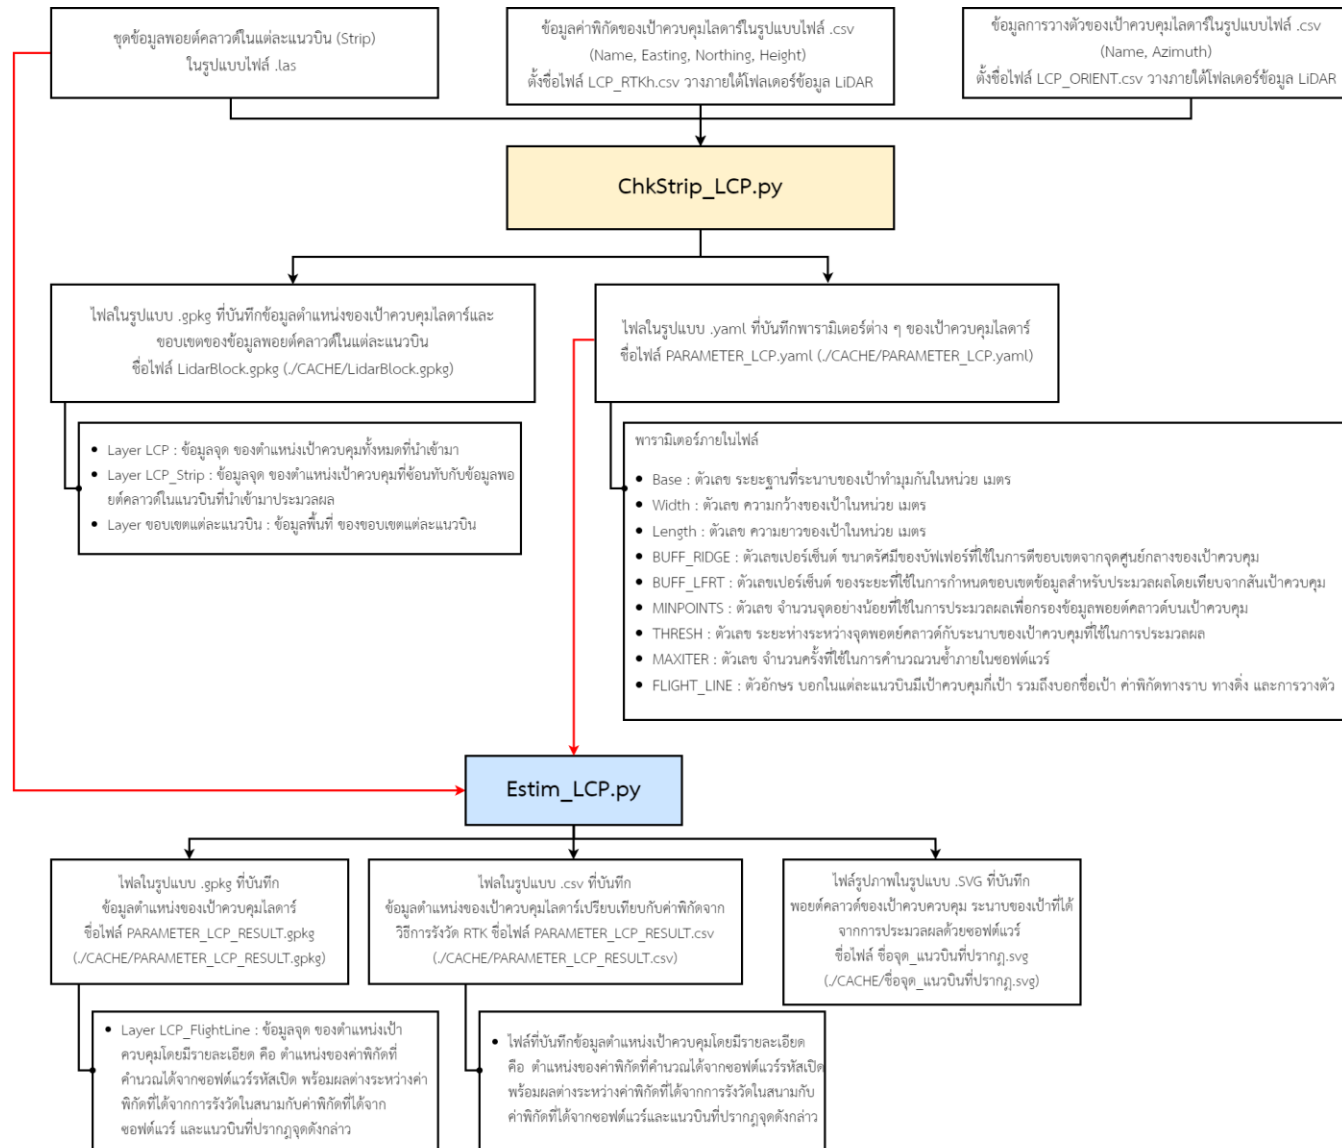 ชุดข้อมูลพอยต์คลาวด์ในแต่ละแนวบิน (Strip)
ในรูปแบบไฟล์ .las
ข้อมูลค่าพิกัดของเป้าควบคุมไลดาร์ในรูปแบบไฟล์ .csv
(Name, Easting, Northing, Height)
ตั้งชื่อไฟล์ LCP_RTKh.csv วางภายใต้โฟลเดอร์ข้อมูล LiDAR
ข้อมูลการวางตัวของเป้าควบคุมไลดาร์ในรูปแบบไฟล์ .csv
(Name, Azimuth)
ตั้งชื่อไฟล์ LCP_ORIENT.csv วางภายใต้โฟลเดอร์ข้อมูล LiDAR
ChkStrip_LCP.py
ไฟลในรูปแบบ .gpkg ที่บันทึกข้อมูลตำแหน่งของเป้าควบคุมไลดาร์และ
ขอบเขตของข้อมูลพอยต์คลาวด์ในแต่ละแนวบิน
ชื่อไฟล์ LidarBlock.gpkg (./CACHE/LidarBlock.gpkg)
ไฟลในรูปแบบ .yaml ที่บันทึกพารามิเตอร์ต่าง ๆ ของเป้าควบคุมไลดาร์
ชื่อไฟล์ PARAMETER_LCP.yaml (./CACHE/PARAMETER_LCP.yaml)
• Layer LCP : ข้อมูลจุด ของตำแหน่งเป้าควบคุมทั้งหมดที่นำเข้ามา
• Layer LCP_Strip : ข้อมูลจุด ของตำแหน่งเป้าควบคุมที่ซ้อนทับกับข้อมูลพอ
ยต์คลาวด์ในแนวบินที่นำเข้ามาประมวลผล
• Layer ขอบเขตแต่ละแนวบิน : ข้อมูลพื้นที่ ของขอบเขตแต่ละแนวบิน
พารามิเตอร์ภายในไฟล์
• Base : ตัวเลข ระยะฐานที่ระนาบของเป้าทำมุมกันในหน่วย เมตร
• Width : ตัวเลข ความกว้างของเป้าในหน่วย เมตร
• Length : ตัวเลข ความยาวของเป้าในหน่วย เมตร
• BUFF_RIDGE : ตัวเลขเปอร์เซ็นต์ ขนาดรัศมีของบัฟเฟอร์ที่ใช้ในการตีขอบเขตจากจุดศูนย์กลางของเป้าควบคุม
• BUFF_LFRT : ตัวเลขเปอร์เซ็นต์ ของระยะที่ใช้ในการกำหนดขอบเขตข้อมูลสำหรับประมวลผลโดยเทียบจากสันเป้าควบคุม
• MINPOINTS : ตัวเลข จำนวนจุดอย่างน้อยที่ใช้ในการประมวลผลเพื่อกรองข้อมูลพอยต์คลาวด์บนเป้าควบคุม
• THRESH : ตัวเลข ระยะห่างระหว่างจุดพอตย์คลาวด์กับระนาบของเป้าควบคุมที่ใช้ในการประมวลผล
• MAXITER : ตัวเลข จำนวนครั้งที่ใช้ในการคำนวณวนซ้ำภายในซอฟต์แวร์
• FLIGHT_LINE : ตัวอักษร บอกในแต่ละแนวบินมีเป้าควบคุมกี่เป้า รวมถึงบอกชื่อเป้า ค่าพิกัดทางราบ ทางดิ่ง และการวางตัว
Estim_LCP.py
ไฟลในรูปแบบ .gpkg ที่บันทึก
ข้อมูลตำแหน่งของเป้าควบคุมไลดาร์
ชื่อไฟล์ PARAMETER_LCP_RESULT.gpkg
(./CACHE/PARAMETER_LCP_RESULT.gpkg)
ไฟลในรูปแบบ .csv ที่บันทึก
ข้อมูลตำแหน่งของเป้าควบคุมไลดาร์เปรียบเทียบกับค่าพิกัดจาก
วิธีการรังวัด RTK ชื่อไฟล์ PARAMETER_LCP_RESULT.csv
(./CACHE/PARAMETER_LCP_RESULT.csv)
ไฟล์รูปภาพในรูปแบบ .SVG ที่บันทึก
พอยต์คลาวด์ของเป้าควบควบคุม ระนาบของเป้าที่ได้
จากการประมวลผลด้วยซอฟต์แวร์
ชื่อไฟล์ ชื่อจุด_แนวบินที่ปรากฏ.svg
(./CACHE/ชื่อจุด_แนวบินที่ปรากฏ.svg)
• Layer LCP_FlightLine : ข้อมูลจุด ของตำแหน่งเป้า
ควบคุมโดยมีรายละเอียด คือ ตำแหน่งของค่าพิกัดที่
คำนวณได้จากซอฟต์แวร์รหัสเปิด พร้อมผลต่างระหว่างค่า
พิกัดที่ได้จากการรังวัดในสนามกับค่าพิกัดที่ได้จาก
ซอฟต์แวร์ และแนวบินที่ปรากฏจุดดังกล่าว
• ไฟล์ที่บันทึกข้อมูลตำแหน่งเป้าควบคุมโดยมีรายละเอียด
คือ ตำแหน่งของค่าพิกัดที่คำนวณได้จากซอฟต์แวร์รหัสเปิด
พร้อมผลต่างระหว่างค่าพิกัดที่ได้จากการรังวัดในสนามกับ
ค่าพิกัดที่ได้จากซอฟต์แวร์และแนวบินที่ปรากฏจุดดังกล่าว